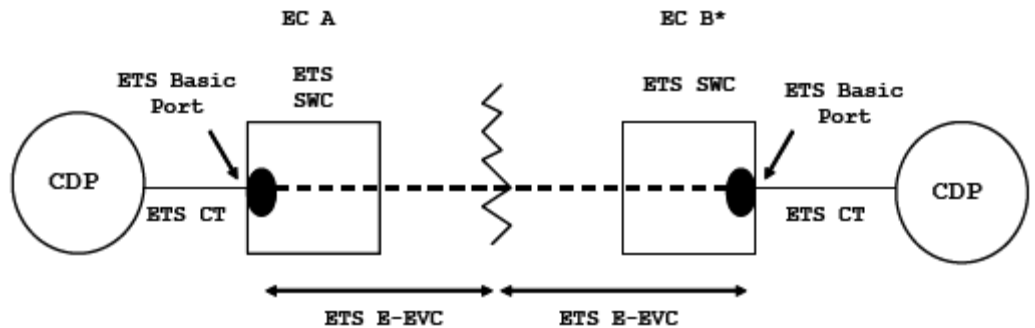 EC A
EC B*
ETS Basic
Port
ETS
SWC
ETS SWC
ETS Basic
Port
CDP
CDP
ETS CT
ETS CT
ETS E-EVC
ETS E-EVC